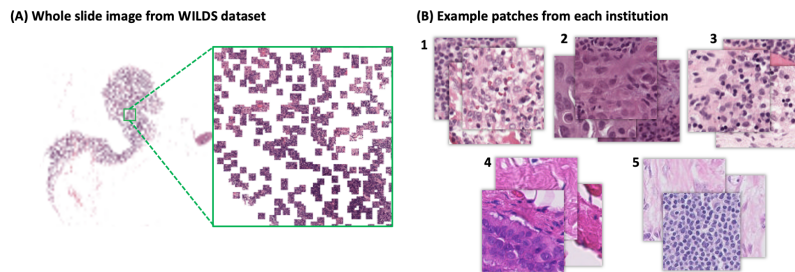 (A) Whole slide image from WILDS dataset
(B) Example patches from each institution
1
2
3
4
5